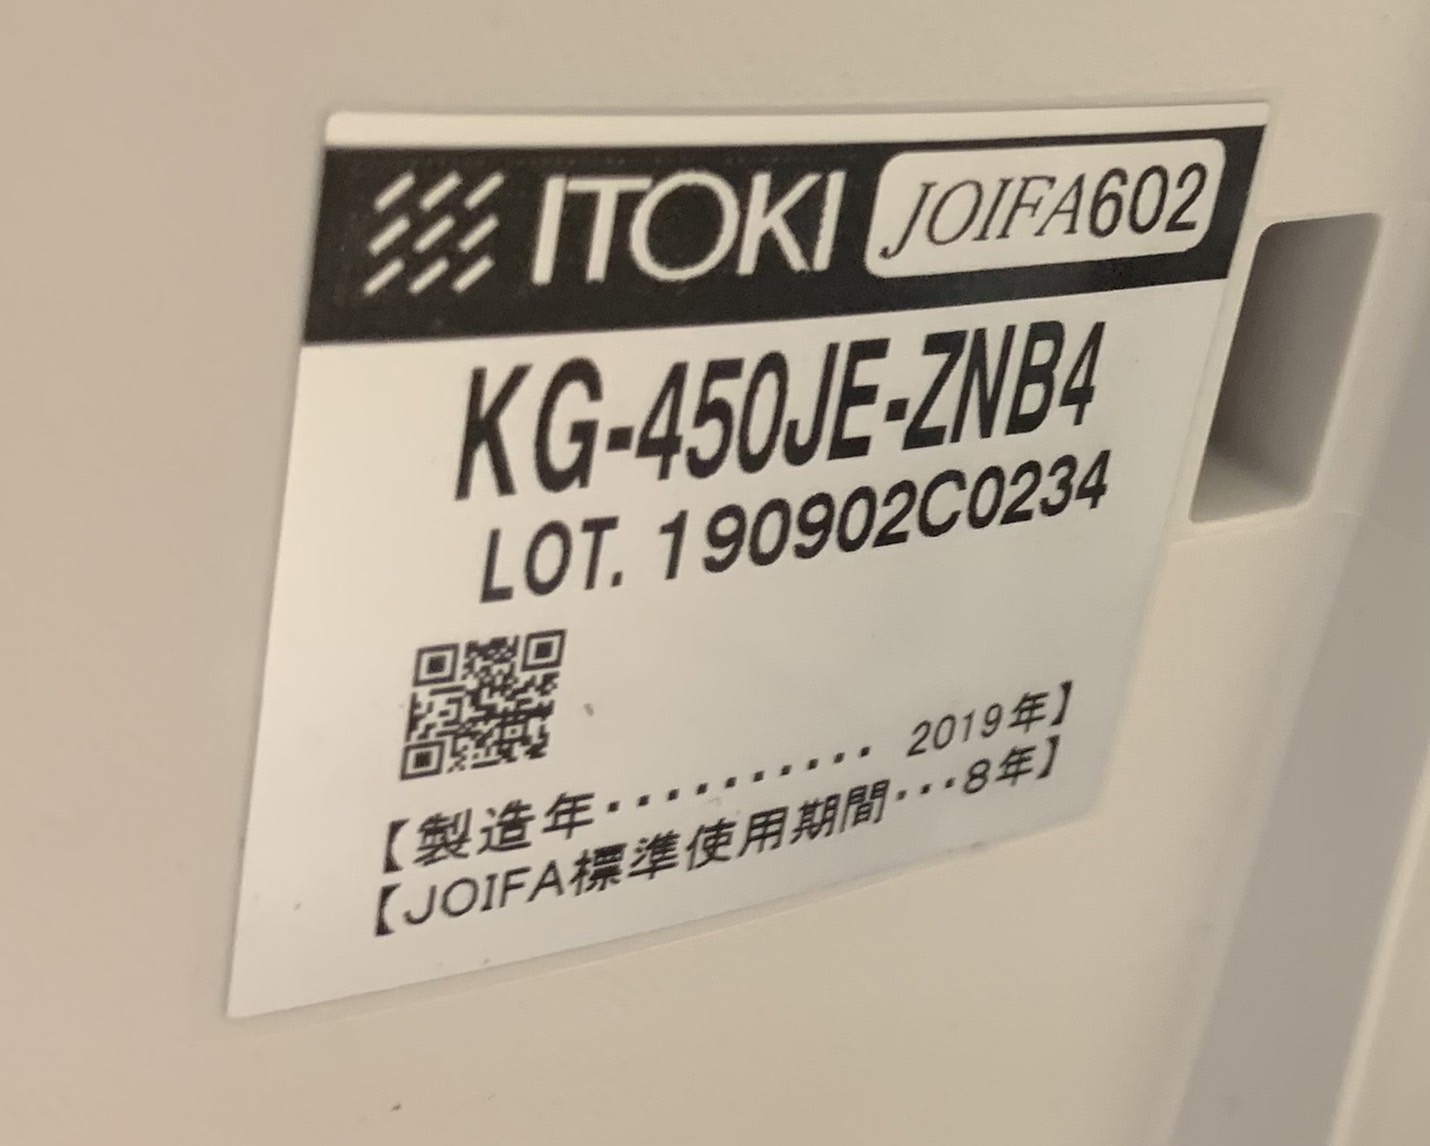 ITOKI JOIFA602
KG-450JE-ZNB4
LOT. 190902C0234
【製造年・・・・・・・・・・・ 2019年】
【JOIFA標準使用期間・・・8年】